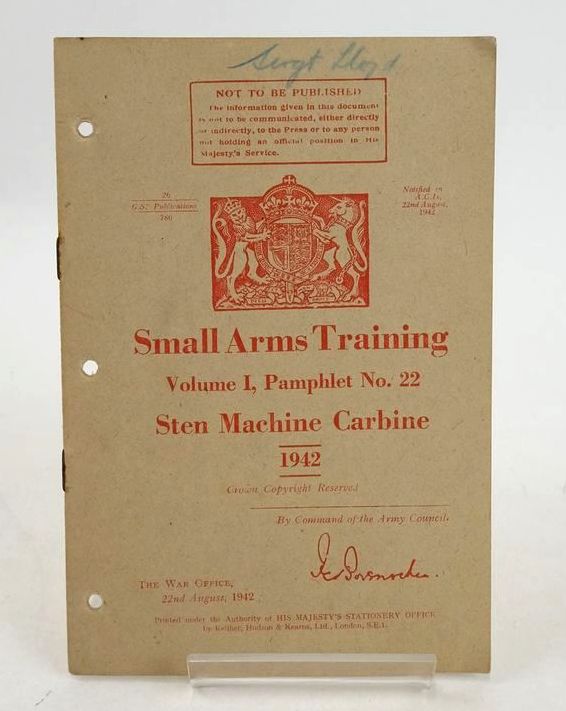 Sergt Lloyd
NOT TO BE PUBLISHED
The information given in this document
is not to be communicated, either directly
or indirectly, to the Press or to any person
not holding an official position in His
Majesty's Service.
26
G.S. Publications
780
Notified in
A.C.Is,
22nd August,
1942
Small Arms Training
Volume I, Pamphlet No. 22
Sten Machine Carbine
1942
Crown Copyright Reserved
By Command of the Army Council,
THE WAR OFFICE,
22nd August, 1942
Printed under the Authority of HIS MAJESTY'S STATIONERY OFFICE
by Keliher, Hudson & Kearns, Ltd., London, S.E.1.